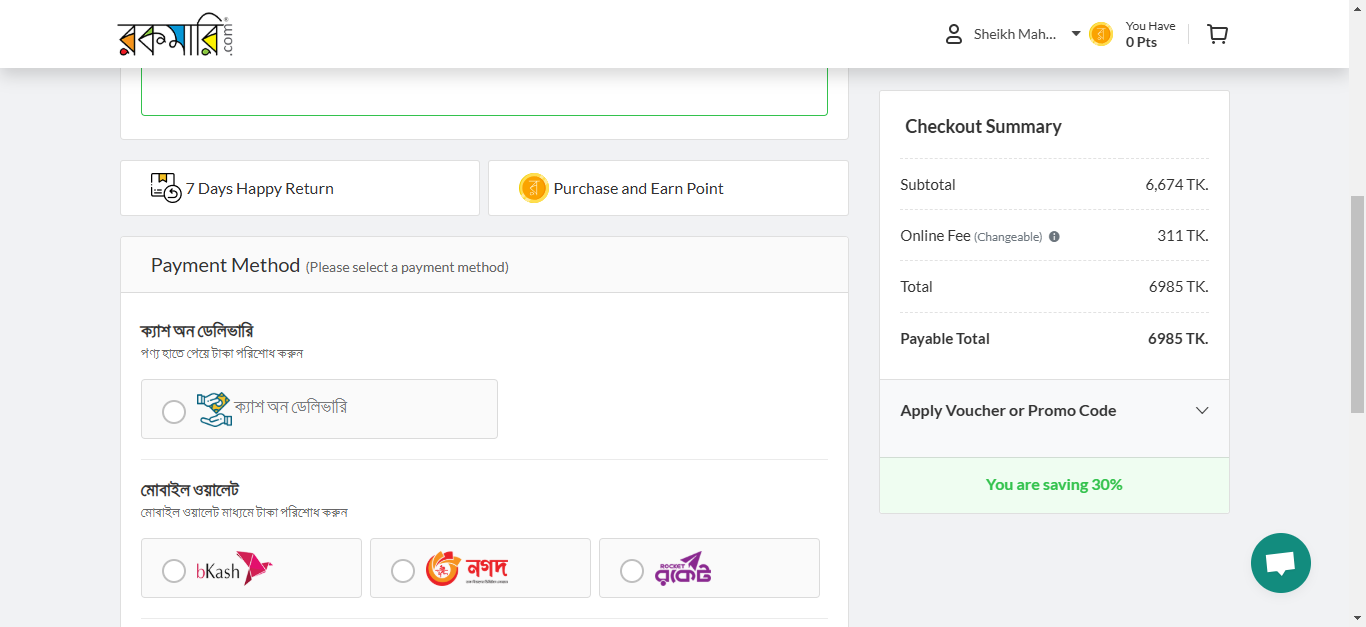 রকমারি.com
Sheikh Mah...
You Have
0 Pts
7 Days Happy Return
Purchase and Earn Point
Payment Method (Please select a payment method)
ক্যাশ অন ডেলিভারি
পণ্য হাতে পেয়ে টাকা পরিশোধ করুন
ক্যাশ অন ডেলিভারি
মোবাইল ওয়ালেট
মোবাইল ওয়ালেট মাধ্যমে টাকা পরিশোধ করুন
bKash
নগদ
ROCKET
রকেট
Checkout Summary
Subtotal 6,674 TK.
Online Fee (Changeable) 311 TK.
Total 6985 TK.
Payable Total 6985 TK.
Apply Voucher or Promo Code
You are saving 30%